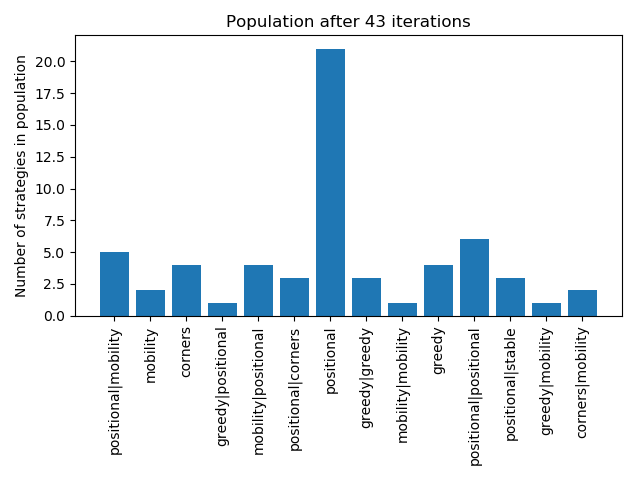 Population after 43 iterations
Number of strategies in population
20.0
17.5
15.0
12.5
10.0
7.5
5.0
2.5
0.0
positional|mobility
mobility
corners
greedy|positional
mobility|positional
positional|corners
positional
greedy|greedy
mobility|mobility
greedy
positional|positional
positional|stable
greedy|mobility
corners|mobility